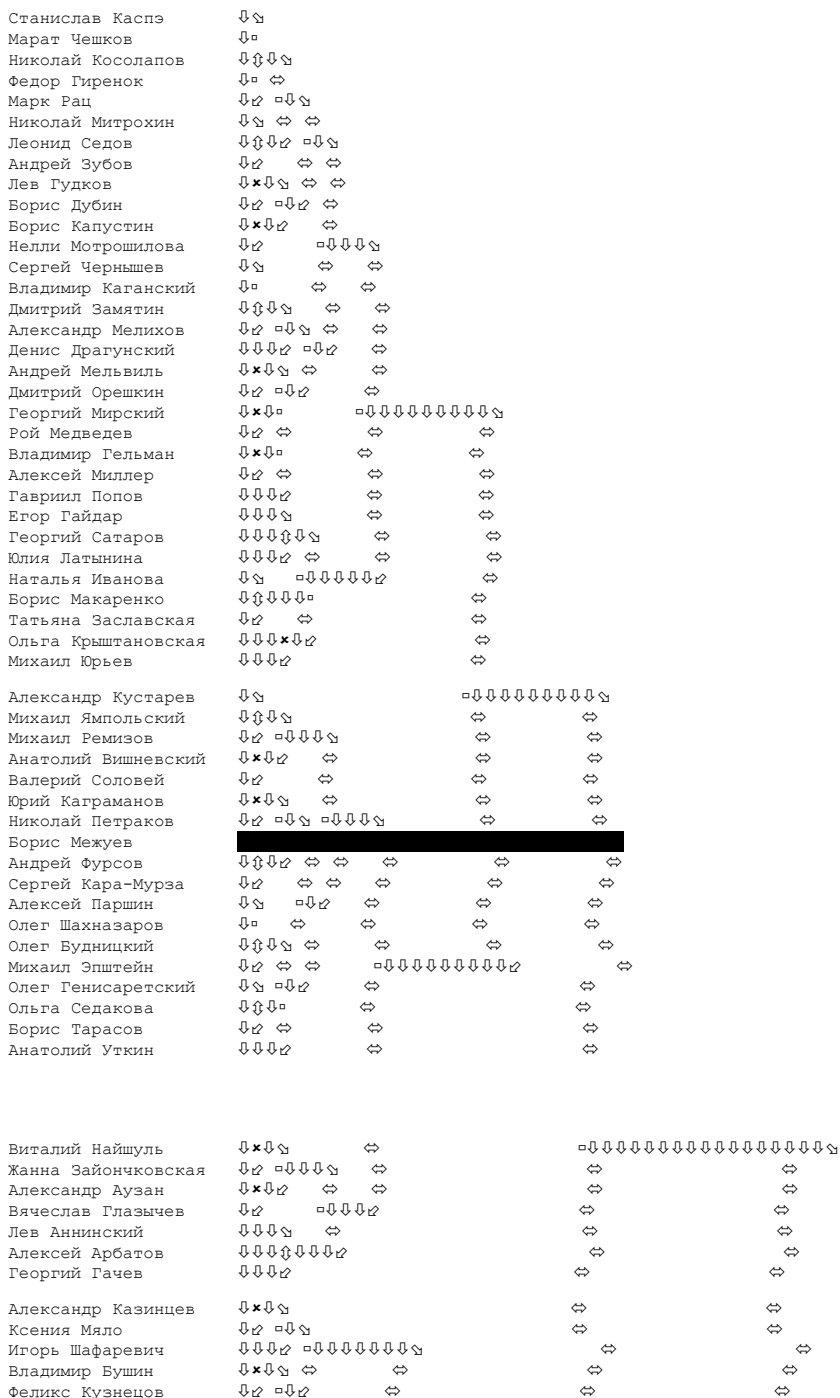 Станислав Каспэ
Марат Чешков
Николай Косолапов
Федор Гиренок
Марк Рац
Николай Митрохин
Леонид Седов
Андрей Зубов
Лев Гудков
Борис Дубин
Борис Капустин
Нелли Мотрошилова
Сергей Чернышев
Владимир Каганский
Дмитрий Замятин
Александр Мелихов
Денис Драгунский
Андрей Мельвиль
Дмитрий Орешкин
Георгий Мирский
Рой Медведев
Владимир Гельман
Алексей Миллер
Гавриил Попов
Егор Гайдар
Георгий Сатаров
Юлия Латынина
Наталья Иванова
Борис Макаренко
Татьяна Заславская
Ольга Крыштановская
Михаил Юрьев
Александр Кустарев
Михаил Ямпольский
Михаил Ремизов
Анатолий Вишневский
Валерий Соловей
Юрий Каграманов
Николай Петраков
Борис Межуев
Андрей Фурсов
Сергей Кара-Мурза
Алексей Паршин
Олег Шахназаров
Олег Будницкий
Михаил Эпштейн
Олег Генисаретский
Ольга Седакова
Борис Тарасов
Анатолий Уткин
Виталий Найшуль
Жанна Зайончковская
Александр Аузан
Вячеслав Глазычев
Лев Аннинский
Алексей Арбатов
Георгий Гачев
Александр Казинцев
Ксения Мяло
Игорь Шафаревич
Владимир Бушин
Феликс Кузнецов